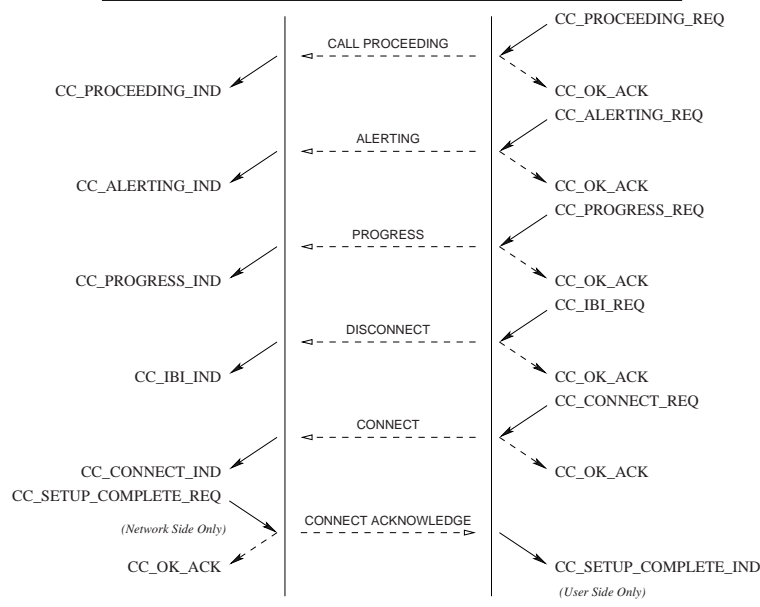 CC_PROCEEDING_REQ
CALL PROCEEDING
CC_PROCEEDING_IND
CC_OK_ACK
CC_ALERTING_REQ
ALERTING
CC_ALERTING_IND
CC_OK_ACK
CC_PROGRESS_REQ
PROGRESS
CC_PROGRESS_IND
CC_OK_ACK
CC_IBI_REQ
DISCONNECT
CC_IBI_IND
CC_OK_ACK
CC_CONNECT_REQ
CONNECT
CC_CONNECT_IND
CC_OK_ACK
CC_SETUP_COMPLETE_REQ
(Network Side Only)
CONNECT ACKNOWLEDGE
CC_OK_ACK
CC_SETUP_COMPLETE_IND
(User Side Only)